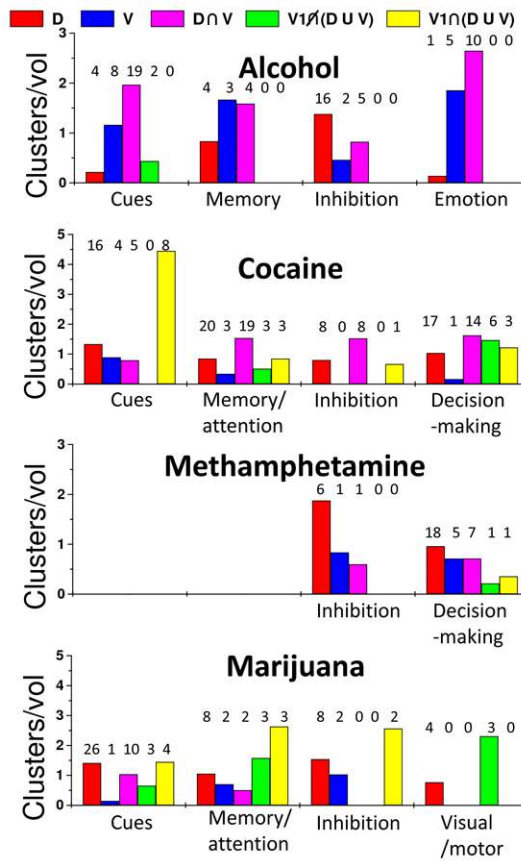 D V D∩V V1∩̸(D U V) V1∩(D U V)
Alcohol
Clusters/vol
3
2
1
0
4 8 19 2 0
4 3 4 0 0
16 2 5 0 0
1 5 10 0 0
Cues Memory Inhibition Emotion
Cocaine
Clusters/vol
5
4
3
2
1
0
16 4 5 0 8
20 3 19 3 3
8 0 8 0 1
17 1 14 6 3
Cues Memory/ Inhibition Decision
attention -making
Methamphetamine
Clusters/vol
3
2
1
0
6 1 1 0 0
18 5 7 1 1
Inhibition Decision
-making
Marijuana
Clusters/vol
5
4
3
2
1
0
26 1 10 3 4
8 2 2 3 3
8 2 0 0 2
4 0 0 3 0
Cues Memory/ Inhibition Visual
attention /motor